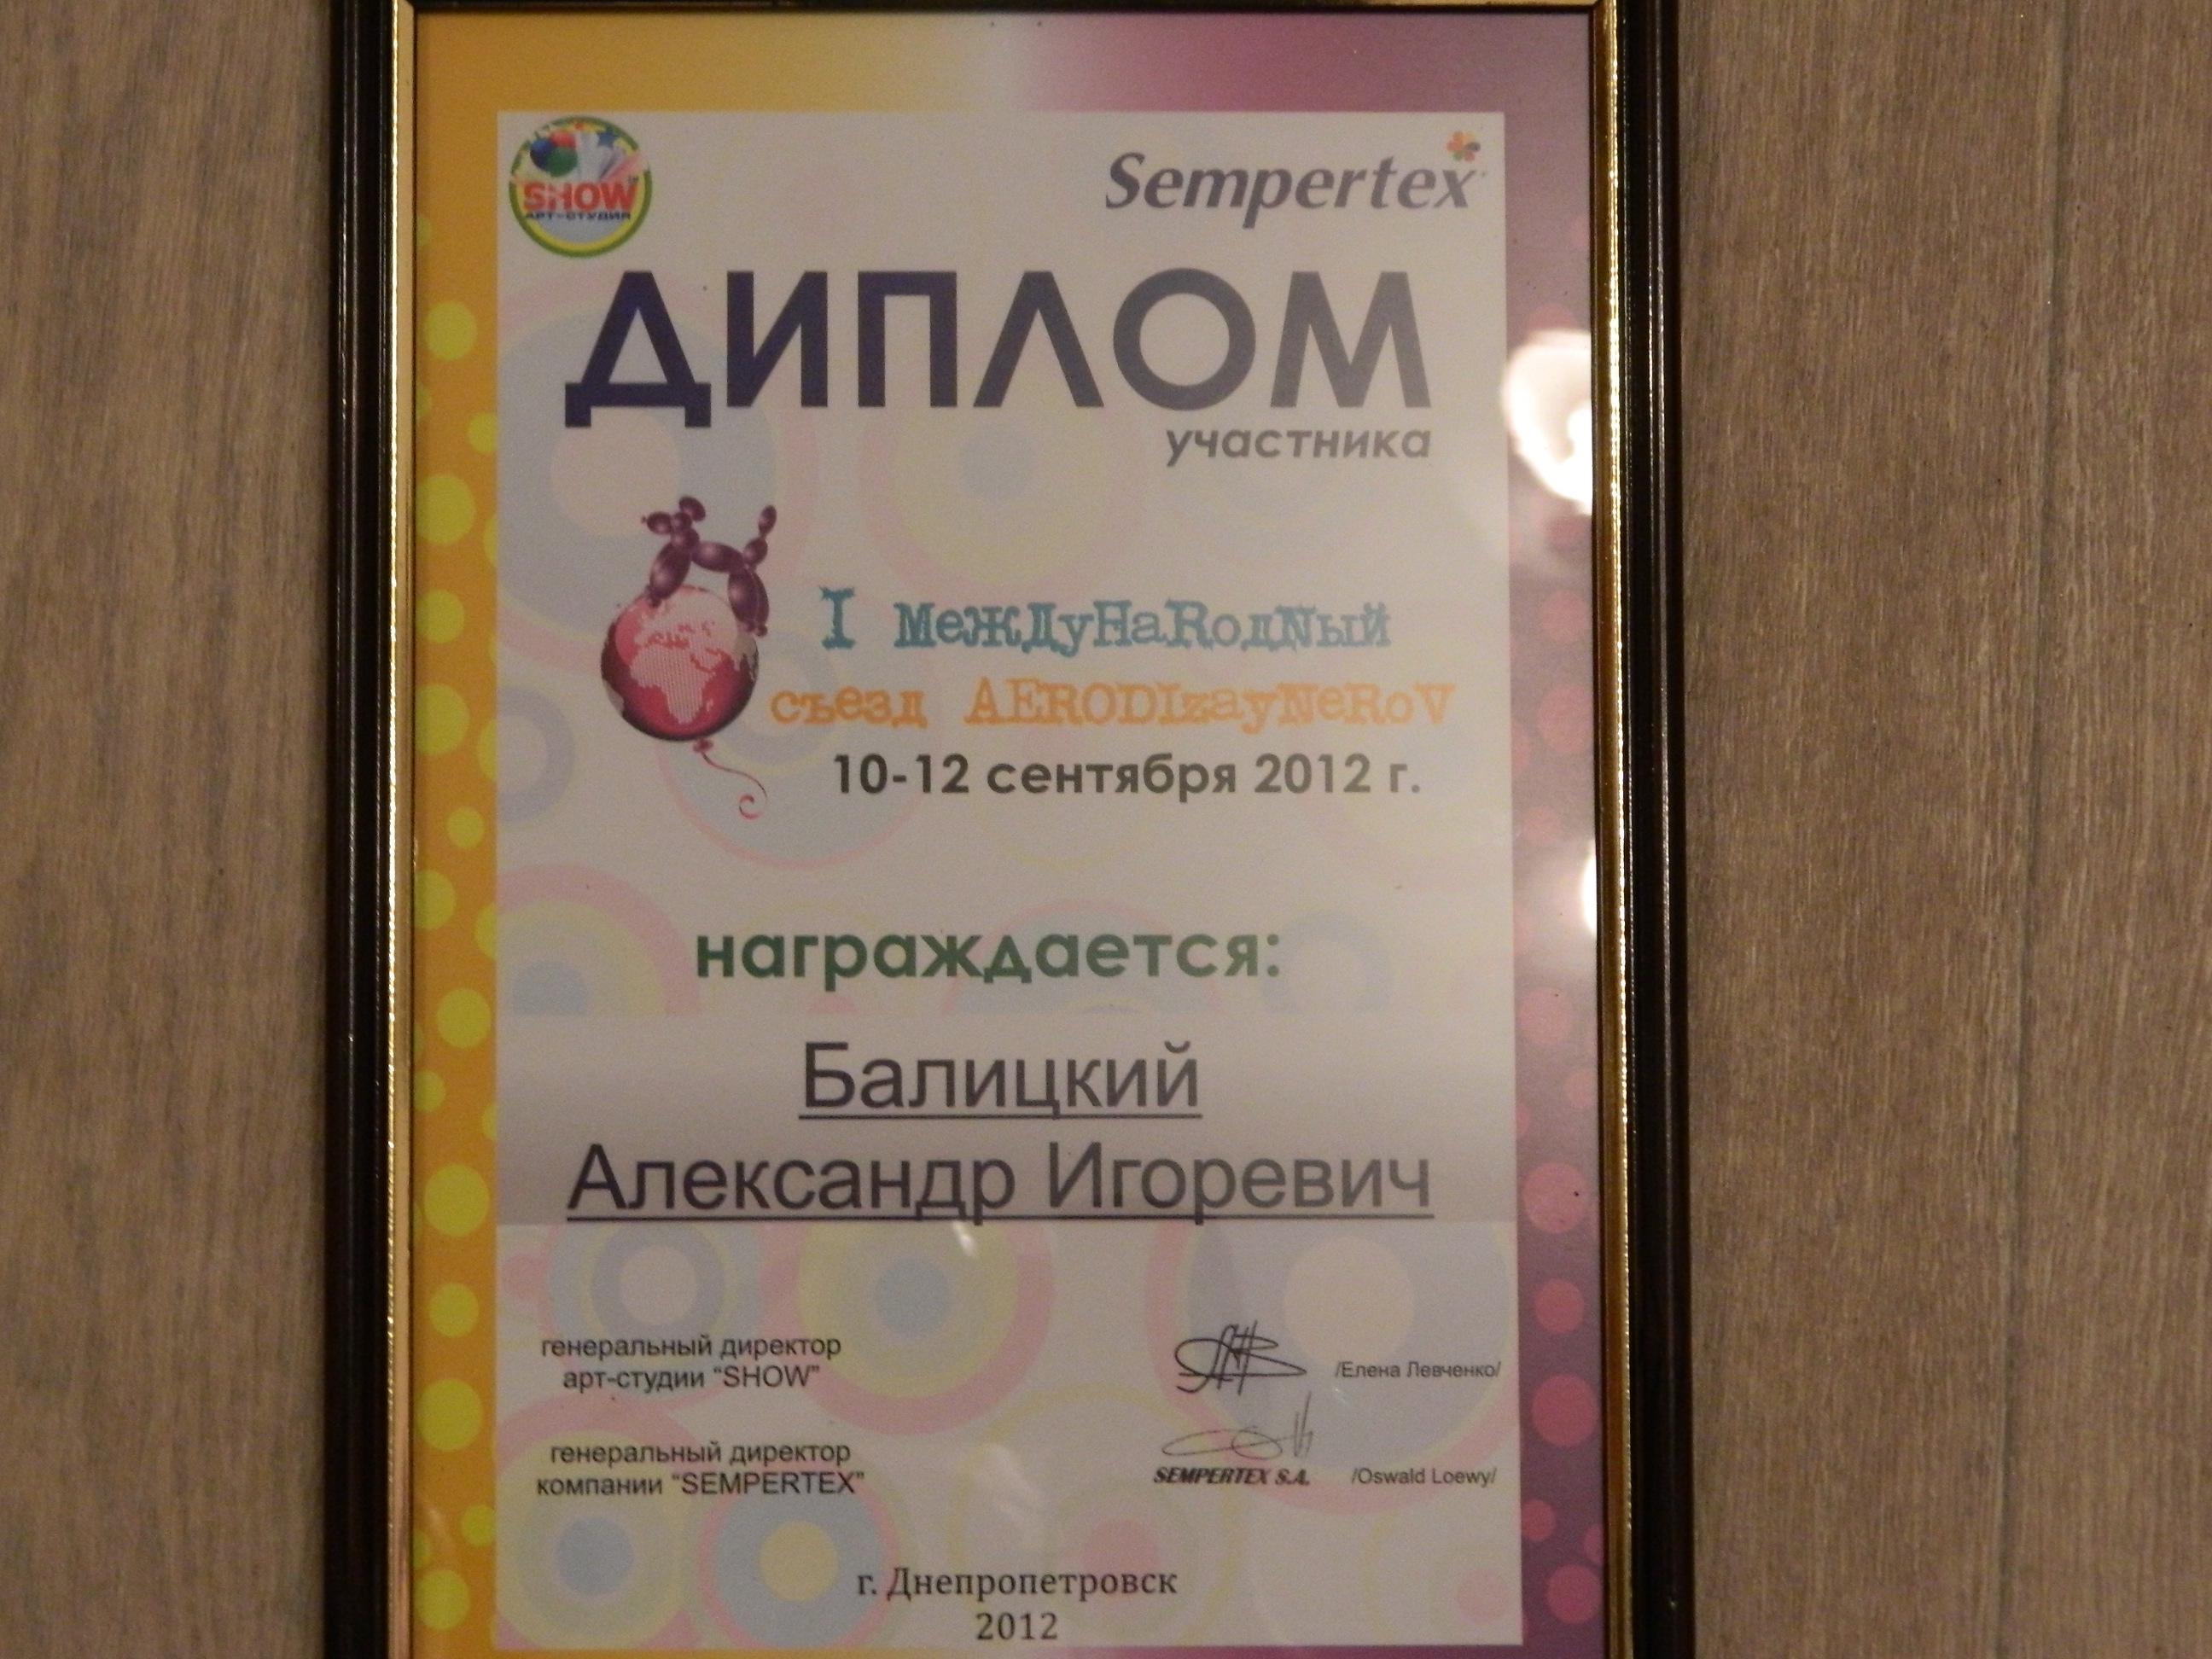 SHOW
АРТ-СТУДИЯ
Sempertex
ДИПЛОМ
участника
I МежДуНаRодNый
съезд AERODIzayNeRoV
10-12 сентября 2012 г.
награждается:
Балицкий
Александр Игоревич
генеральный директор
арт-студии “SHOW”
/Елена Левченко/
генеральный директор
компании “SEMPERTEX”
SEMPERTEX S.A.
/Oswald Loewy/
г. Днепропетровск
2012